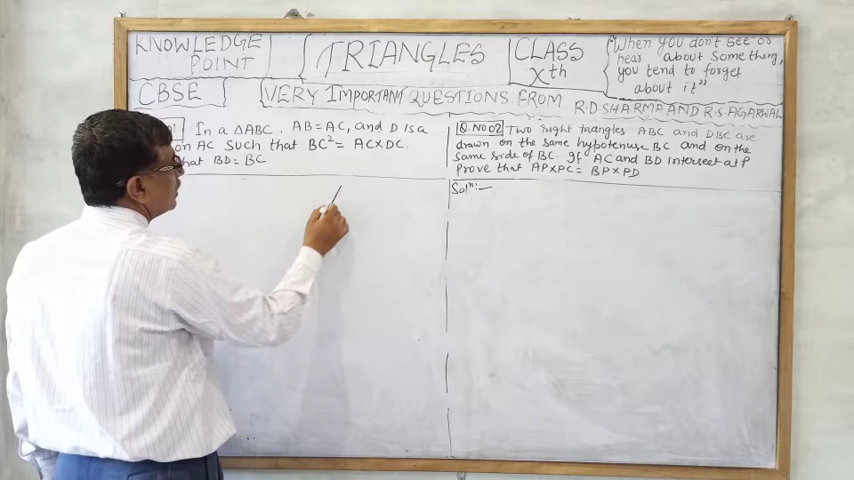 KNOWLEDGE
POINT
TRIANGLES
CLASS
Xth
"When you don't see or
hear about something,
you tend to forget
about it"
CBSE
VERY IMPORTANT QUESTIONS FROM R.D.SHARMA AND R.S.AGARWAL
In a ΔABC, AB=AC, and D is a
on AC such that BC²= AC×DC.
that BD=BC
Q.NO02 Two right triangles ABC and DBC are
drawn on the same hypotenuse BC and on the
same side of BC If AC and BD Intersect at P
Prove that AP×PC= BP×PD
Solⁿ:-